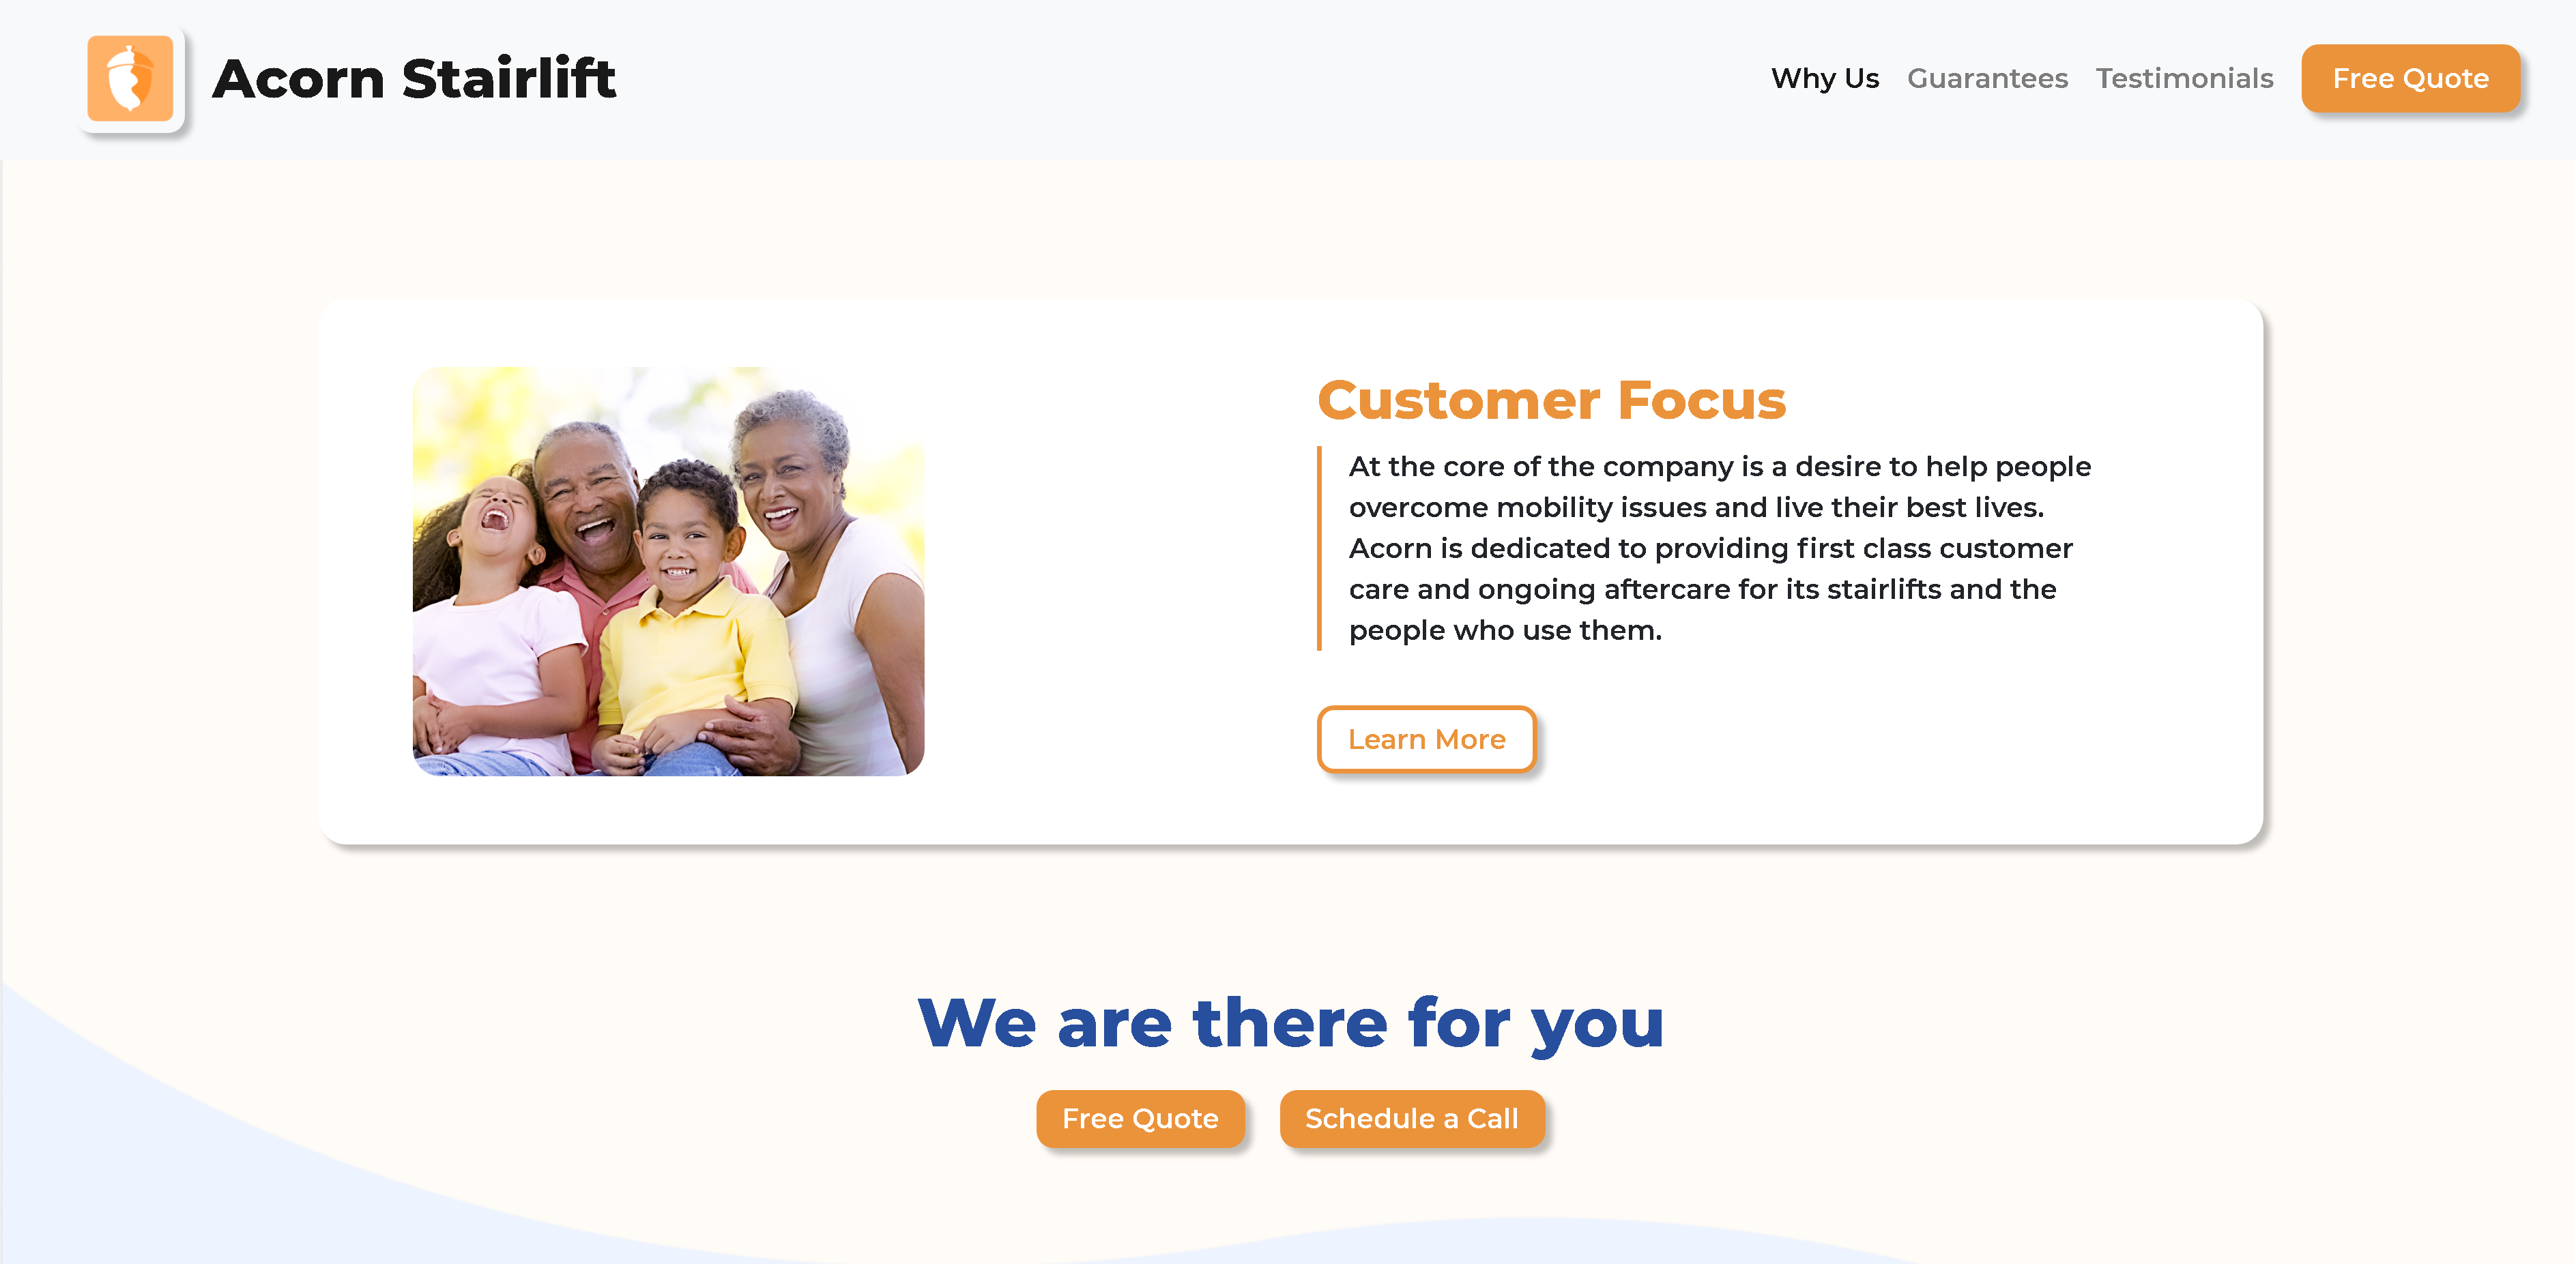 Acorn Stairlift
Why Us
Guarantees
Testimonials
Free Quote
Customer Focus
At the core of the company is a desire to help people
overcome mobility issues and live their best lives.
Acorn is dedicated to providing first class customer
care and ongoing aftercare for its stairlifts and the
people who use them.
Learn More
We are there for you
Free Quote
Schedule a Call